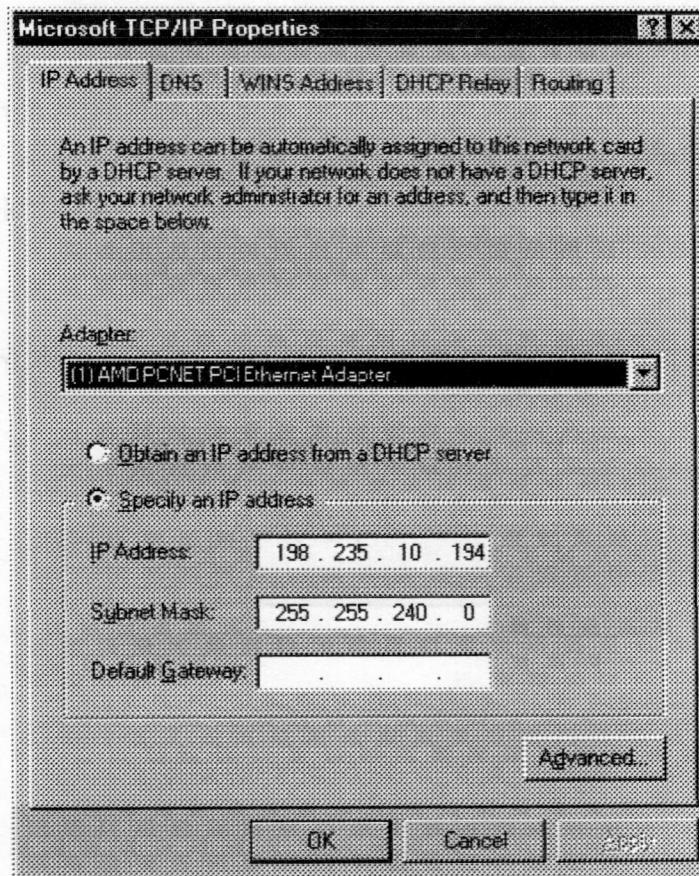 Microsoft TCP/IP Properties
IP Address DNS WINS Address DHCP Relay Routing
An IP address can be automatically assigned to this network card
by a DHCP server. If your network does not have a DHCP server,
ask your network administrator for an address, and then type it in
the space below.
Adapter:
(1) AMD PCNET PCI Ethernet Adapter
Obtain an IP address from a DHCP server
Specify an IP address
IP Address: 198 . 235 . 10 . 194
Subnet Mask: 255 . 255 . 240 . 0
Default Gateway: . . .
Advanced...
OK Cancel Apply